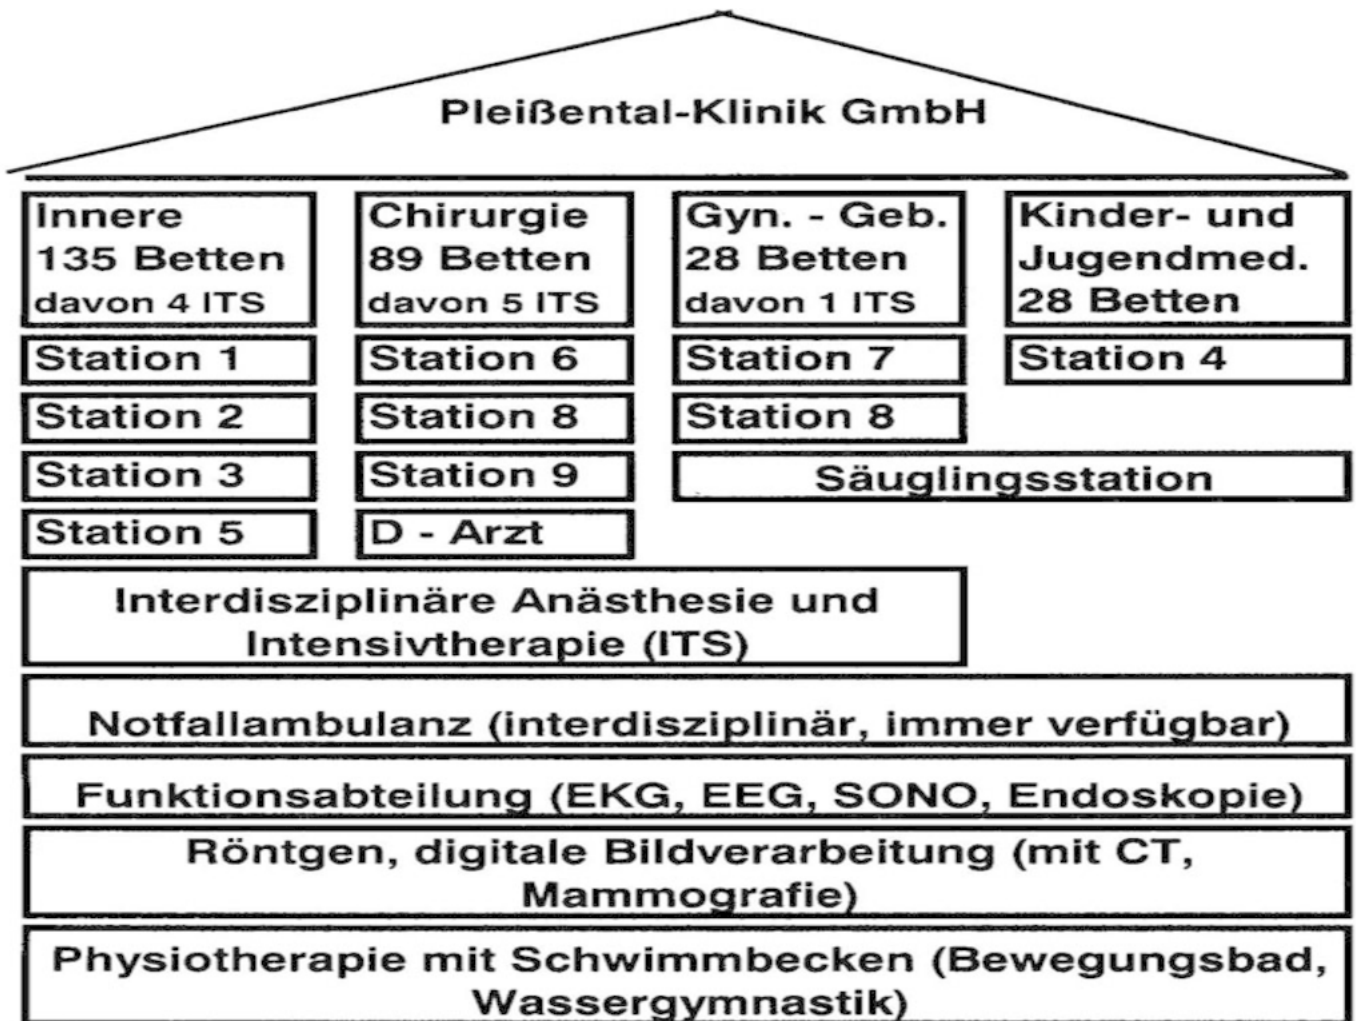 Pleißental-Klinik GmbH
Innere
135 Betten
davon 4 ITS
Station 1
Station 2
Station 3
Station 5
Chirurgie
89 Betten
davon 5 ITS
Station 6
Station 8
Station 9
D - Arzt
Gyn. - Geb.
28 Betten
davon 1 ITS
Station 7
Station 8
Kinder- und
Jugendmed.
28 Betten
Station 4
Säuglingsstation
Interdisziplinäre Anästhesie und
Intensivtherapie (ITS)
Notfallambulanz (interdisziplinär, immer verfügbar)
Funktionsabteilung (EKG, EEG, SONO, Endoskopie)
Röntgen, digitale Bildverarbeitung (mit CT,
Mammografie)
Physiotherapie mit Schwimmbecken (Bewegungsbad,
Wassergymnastik)